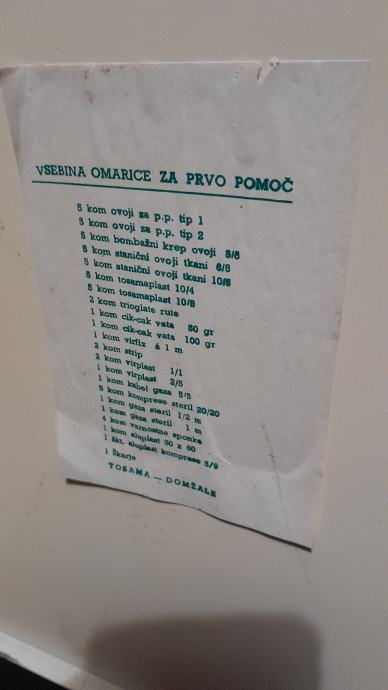 VSEBINA OMARICE ZA PRVO POMOČ
5 kom ovoji za p.p. tip 1
5 kom ovoji za p.p. tip 2
5 kom bombažni krep ovoji 8/5
5 kom stanični ovoji tkani 6/5
5 kom stanični ovoji tkani 10/5
5 kom tosamaplast 10/4
5 kom tosamaplast 10/8
2 kom trioglate rute
1 kom cik-cak vata 50 gr
1 kom cik-cak vata 100 gr
1 kom virfix á 1 m
2 kom strip
2 kom virplast 1/1
1 kom virplast 2/5
1 kom kabel gaza 5/5
5 kom komprese steril 20/20
1 kom gaza steril 1/2 m
1 kom gaza steril 1 m
4 kom varnostne sponke
1 kom aluplast 50 x 60
1 škt. aluplast komprese 5/9
1 Škarje
TOSAMA — DOMŽALE